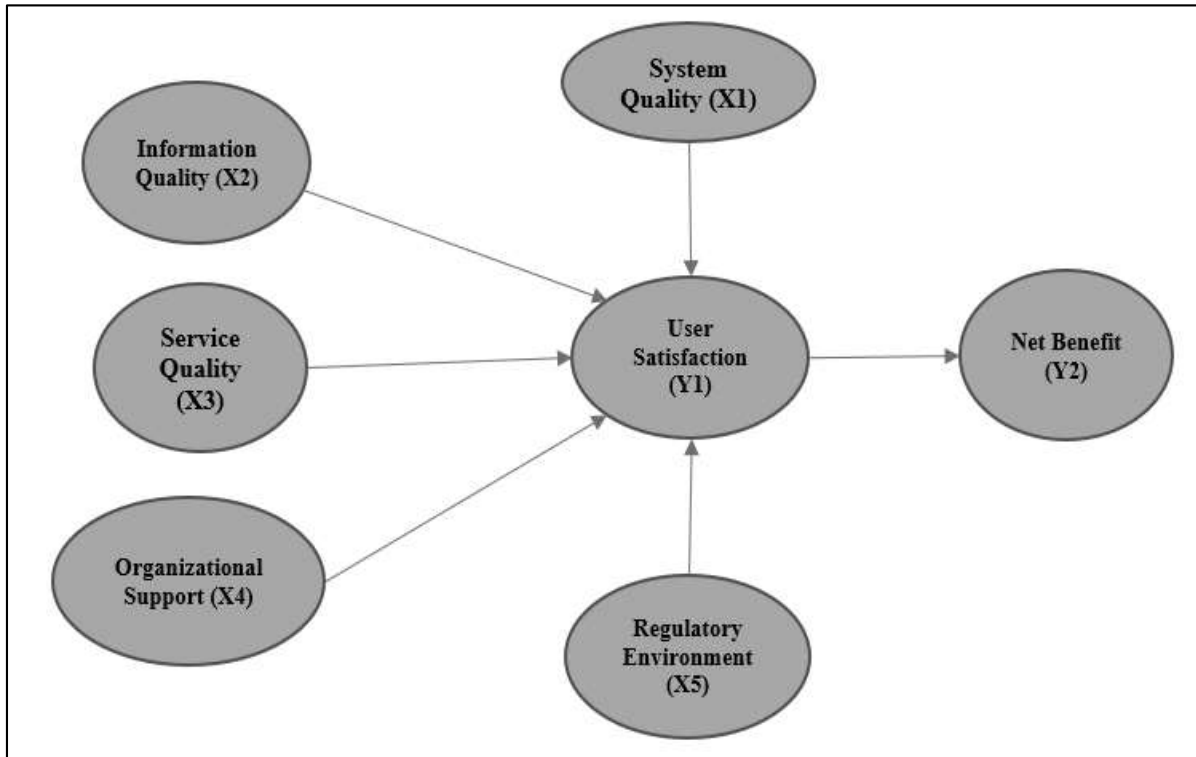 System
Quality (X1)
Information
Quality (X2)
Service
Quality
(X3)
User
Satisfaction
(Y1)
Net Benefit
(Y2)
Organizational
Support (X4)
Regulatory
Environment
(X5)